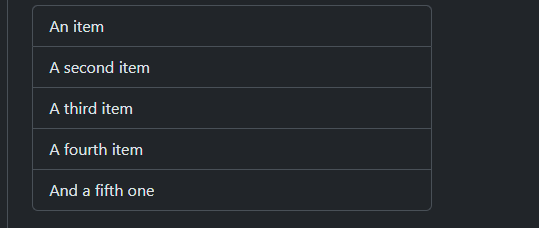 An item
A second item
A third item
A fourth item
And a fifth one